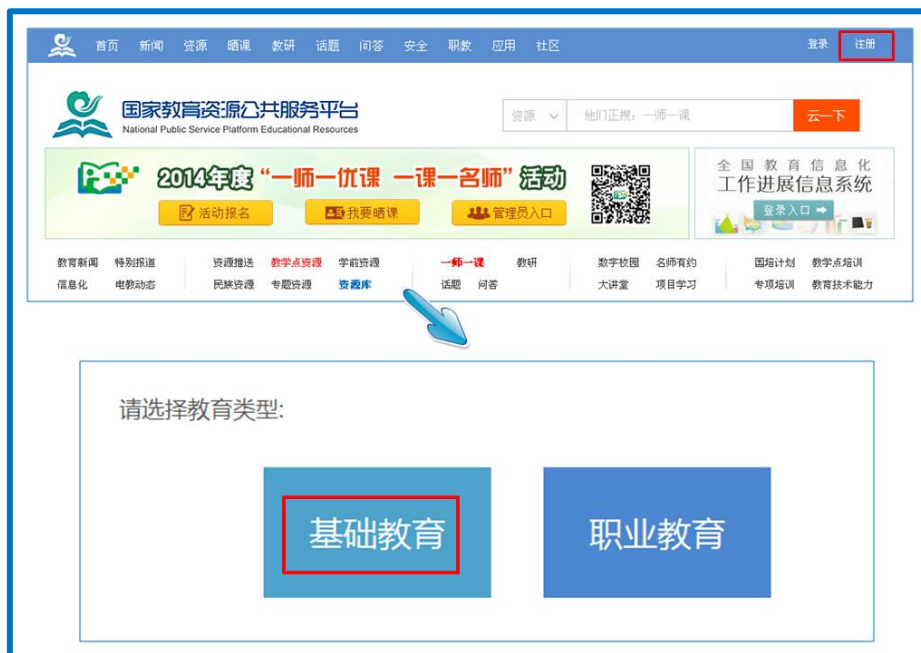 首页 新闻 资源 晒课 教研 话题 问答 安全 职教 应用 社区 登录 注册
国家教育资源公共服务平台
National Public Service Platform Educational Resources
资源 他们正搜：一师一课 云一下
2014年度“一师一优课 一课一名师”活动
活动报名 我要晒课 管理员入口
全国教育信息化
工作进展信息系统
登录入口
教育新闻 特别报道 资源推送 教学点资源 学前资源 一师一课 教研 数字校园 名师有约 国培计划 教学点培训
信息化 电教动态 民族资源 专题资源 资源库 话题 问答 大讲堂 项目学习 专项培训 教育技术能力
请选择教育类型:
基础教育 职业教育